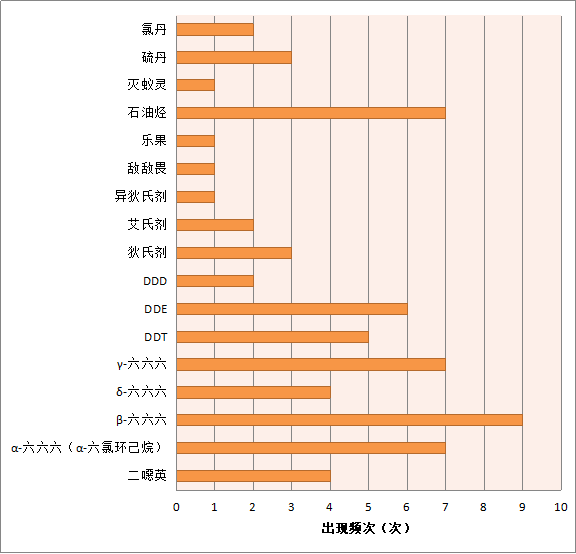 氯丹
硫丹
灭蚁灵
石油烃
乐果
敌敌畏
异狄氏剂
艾氏剂
狄氏剂
DDD
DDE
DDT
γ-六六六
δ-六六六
β-六六六
α-六六六（α-六氯环己烷）
二噁英
0 1 2 3 4 5 6 7 8 9 10
出现频次（次）